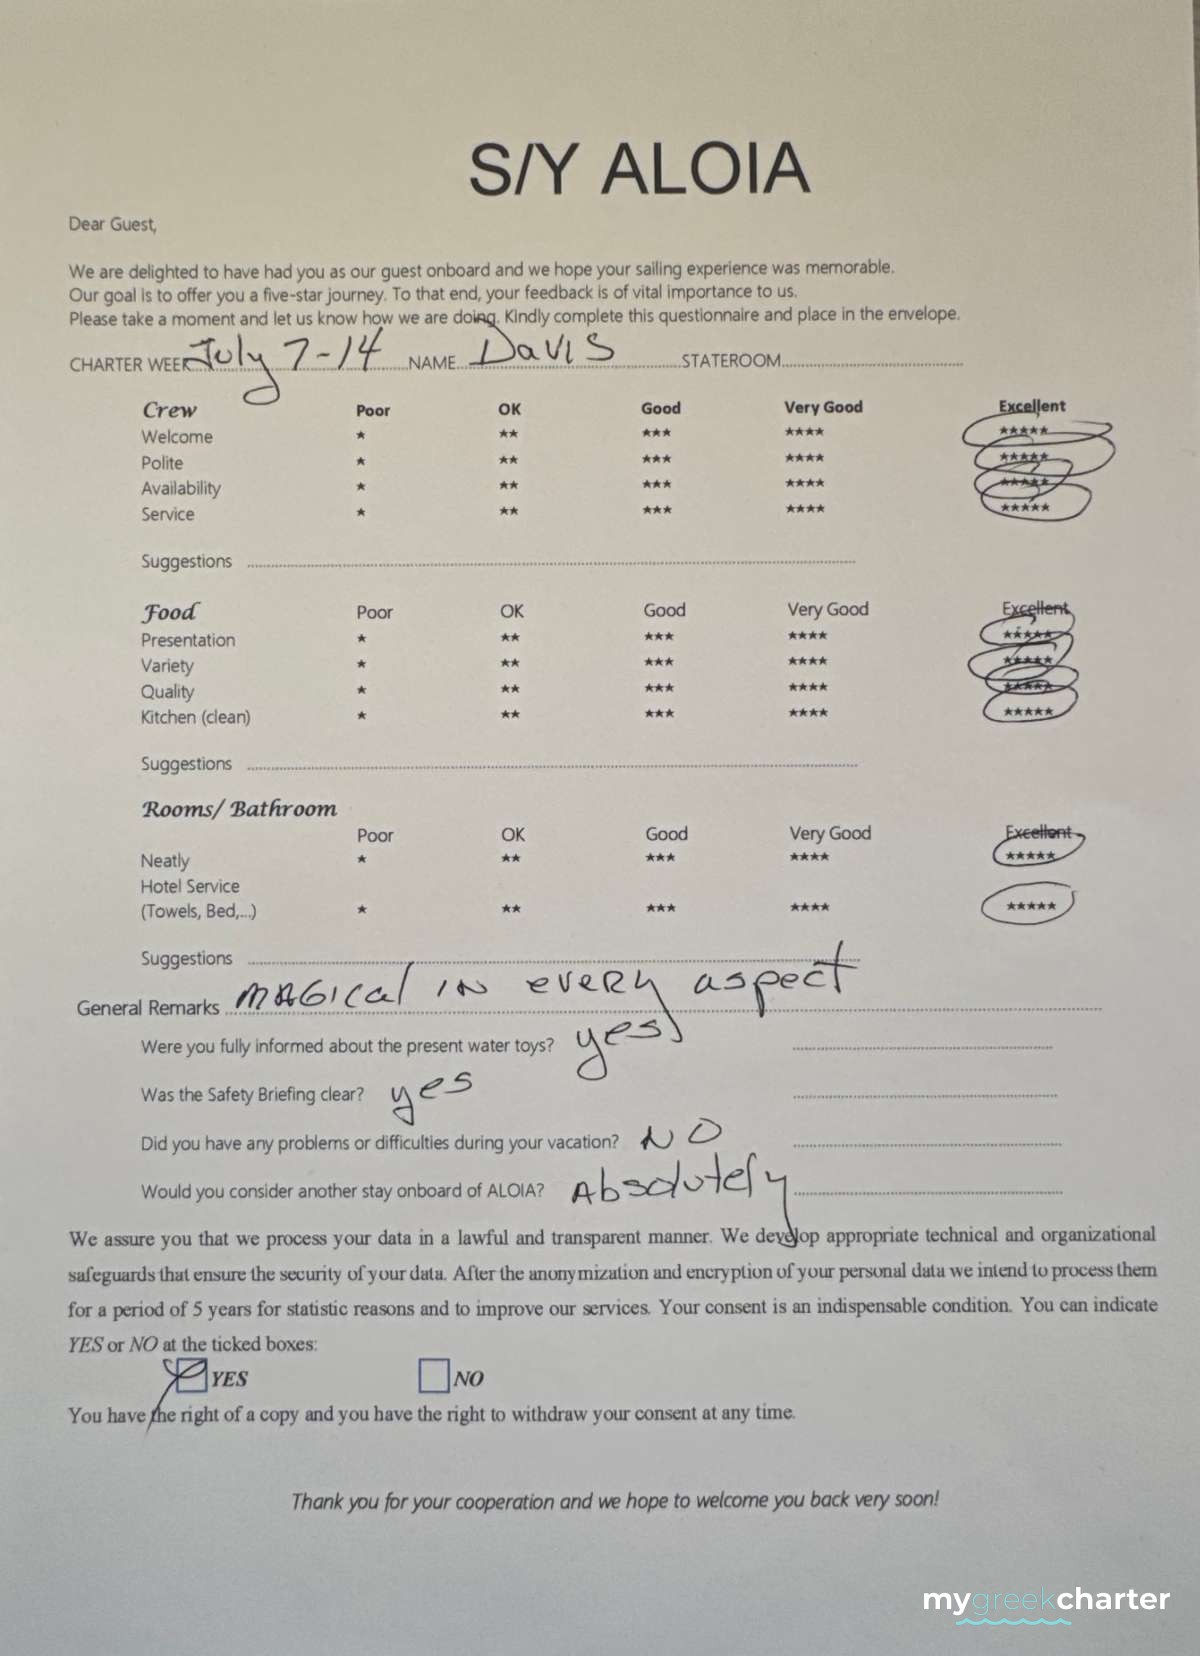 S/Y ALOIA
Dear Guest,
We are delighted to have had you as our guest onboard and we hope your sailing experience was memorable.
Our goal is to offer you a five-star journey. To that end, your feedback is of vital importance to us.
Please take a moment and let us know how we are doing. Kindly complete this questionnaire and place in the envelope.
CHARTER WEEK July 7-14 NAME Davis STATEROOM
Crew Poor OK Good Very Good Excellent
Welcome ★ ★★ ★★★ ★★★★ ★★★★★
Polite ★ ★★ ★★★ ★★★★ ★★★★★
Availability ★ ★★ ★★★ ★★★★ ★★★★★
Service ★ ★★ ★★★ ★★★★ ★★★★★
Suggestions
Food Poor OK Good Very Good Excellent
Presentation ★ ★★ ★★★ ★★★★ ★★★★★
Variety ★ ★★ ★★★ ★★★★ ★★★★★
Quality ★ ★★ ★★★ ★★★★ ★★★★★
Kitchen (clean) ★ ★★ ★★★ ★★★★ ★★★★★
Suggestions
Rooms/ Bathroom
Poor OK Good Very Good Excellent
Neatly ★ ★★ ★★★ ★★★★ ★★★★★
Hotel Service
(Towels, Bed,...) ★ ★★ ★★★ ★★★★ ★★★★★
Suggestions
General Remarks MAGICal IN every aspect
Were you fully informed about the present water toys? yes
Was the Safety Briefing clear? yes
Did you have any problems or difficulties during your vacation? NO
Would you consider another stay onboard of ALOIA? Absolutely
We assure you that we process your data in a lawful and transparent manner. We develop appropriate technical and organizational
safeguards that ensure the security of your data. After the anonymization and encryption of your personal data we intend to process them
for a period of 5 years for statistic reasons and to improve our services. Your consent is an indispensable condition. You can indicate
YES or NO at the ticked boxes:
YES NO
You have the right of a copy and you have the right to withdraw your consent at any time.
Thank you for your cooperation and we hope to welcome you back very soon!
mygreekcharter